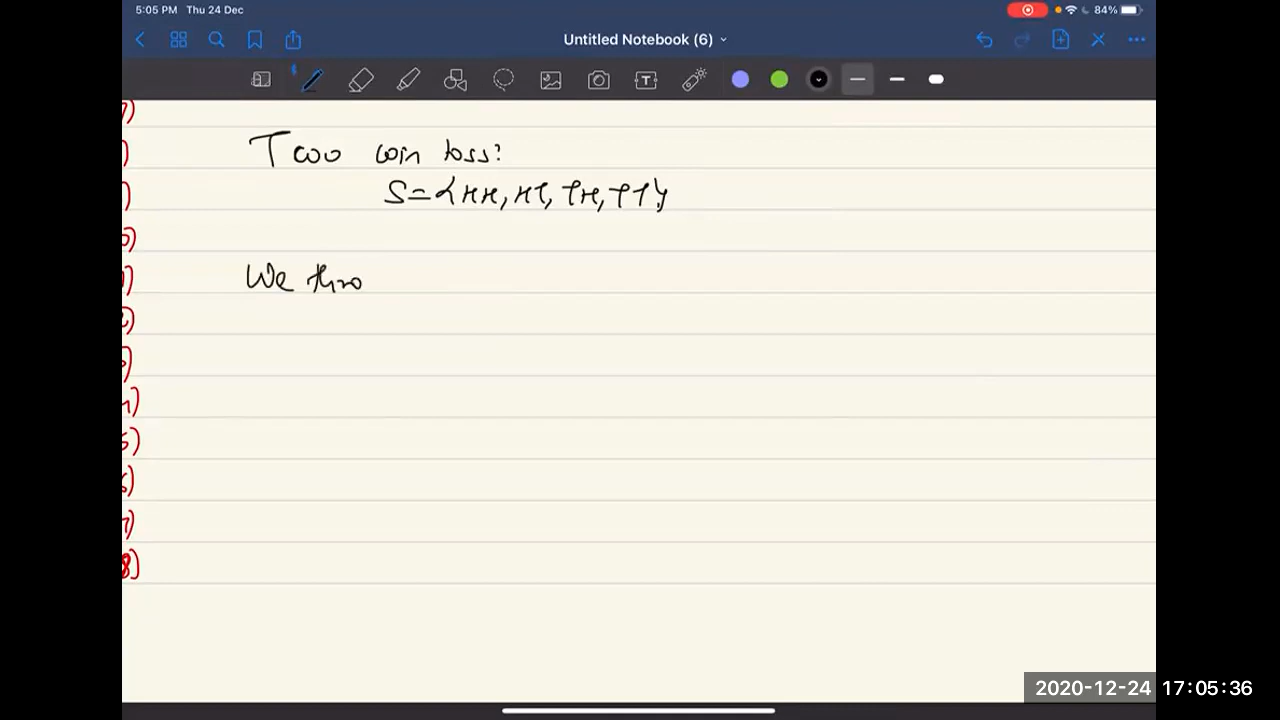 5:05 PM Thu 24 Dec 84%
Untitled Notebook (6)
T
Two coin toss:
S={HH, HT, TH, TT}
We thro
2020-12-24 17:05:36